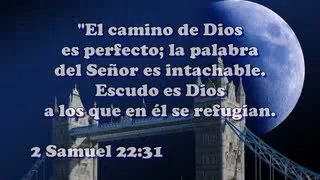 "El camino de Dios
es perfecto; la palabra
del Señor es intachable.
Escudo es Dios
a los que en él se refugian.
2 Samuel 22:31